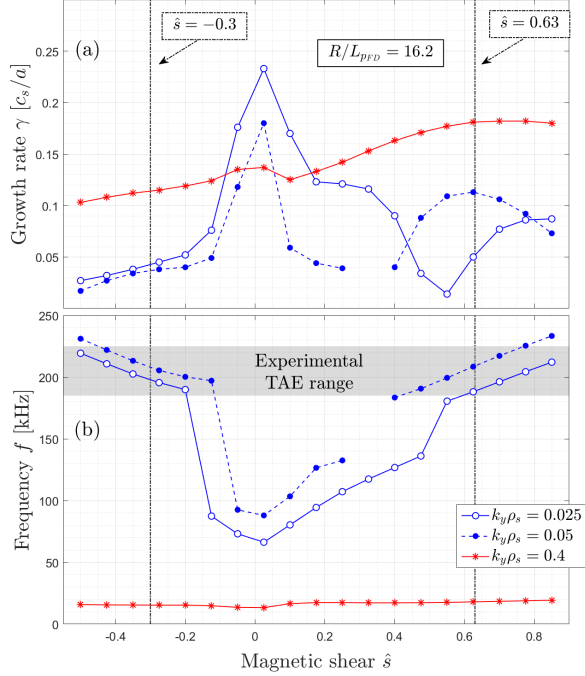 ŝ = −0.3
ŝ = 0.63
(a)
R/L_{p_{FD}} = 16.2
Growth rate γ [c_s/a]
0.25
0.2
0.15
0.1
0.05
(b)
Experimental
TAE range
Frequency f [kHz]
250
200
150
100
50
0
k_yρ_s = 0.025
k_yρ_s = 0.05
k_yρ_s = 0.4
-0.4 -0.2 0 0.2 0.4 0.6 0.8
Magnetic shear ŝ